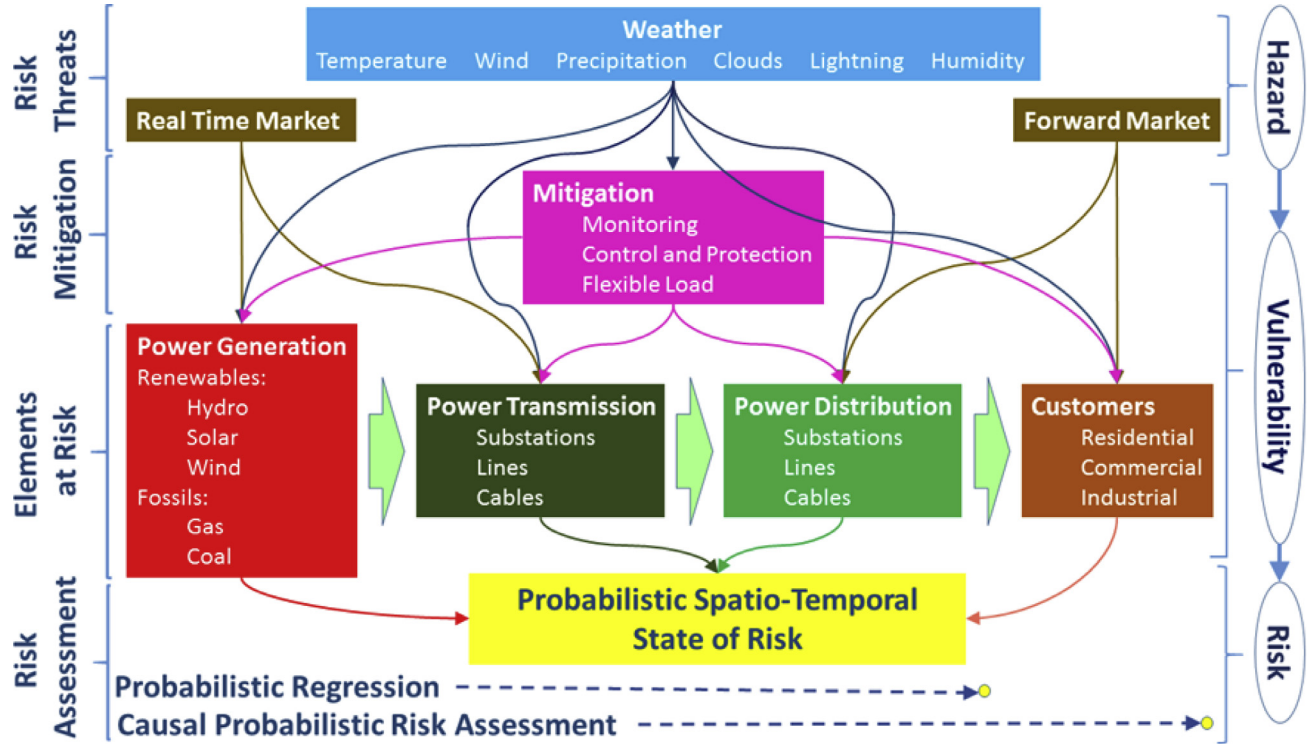 Weather
Temperature Wind Precipitation Clouds Lightning Humidity
Risk
Threats
Real Time Market
Forward Market
Hazard
Risk
Mitigation
Mitigation
Monitoring
Control and Protection
Flexible Load
Vulnerability
Elements
at Risk
Power Generation
Renewables:
Hydro
Solar
Wind
Fossils:
Gas
Coal
Power Transmission
Substations
Lines
Cables
Power Distribution
Substations
Lines
Cables
Customers
Residential
Commercial
Industrial
Risk
Assessment
Probabilistic Spatio-Temporal
State of Risk
Risk
Probabilistic Regression
Causal Probabilistic Risk Assessment